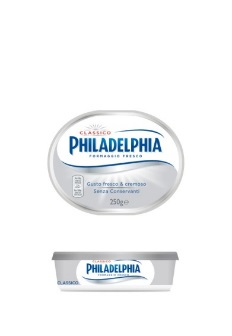 CLASSICO
PHILADELPHIA
FORMAGGIO FRESCO
Gusto fresco & cremoso
Senza Conservanti
250g e
PHILADELPHIA
CLASSICO